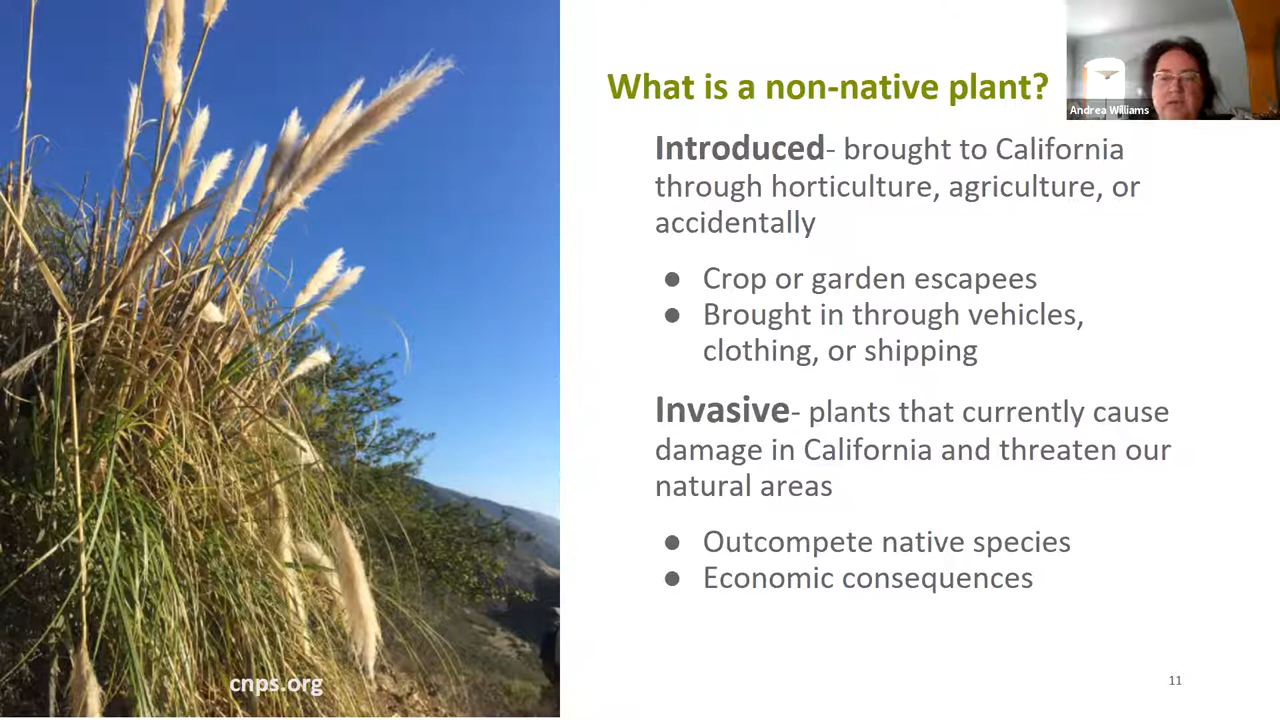 What is a non-native plant?
Andrea Williams
Introduced- brought to California
through horticulture, agriculture, or
accidentally
● Crop or garden escapees
● Brought in through vehicles,
clothing, or shipping
Invasive- plants that currently cause
damage in California and threaten our
natural areas
● Outcompete native species
● Economic consequences
cnps.org
11